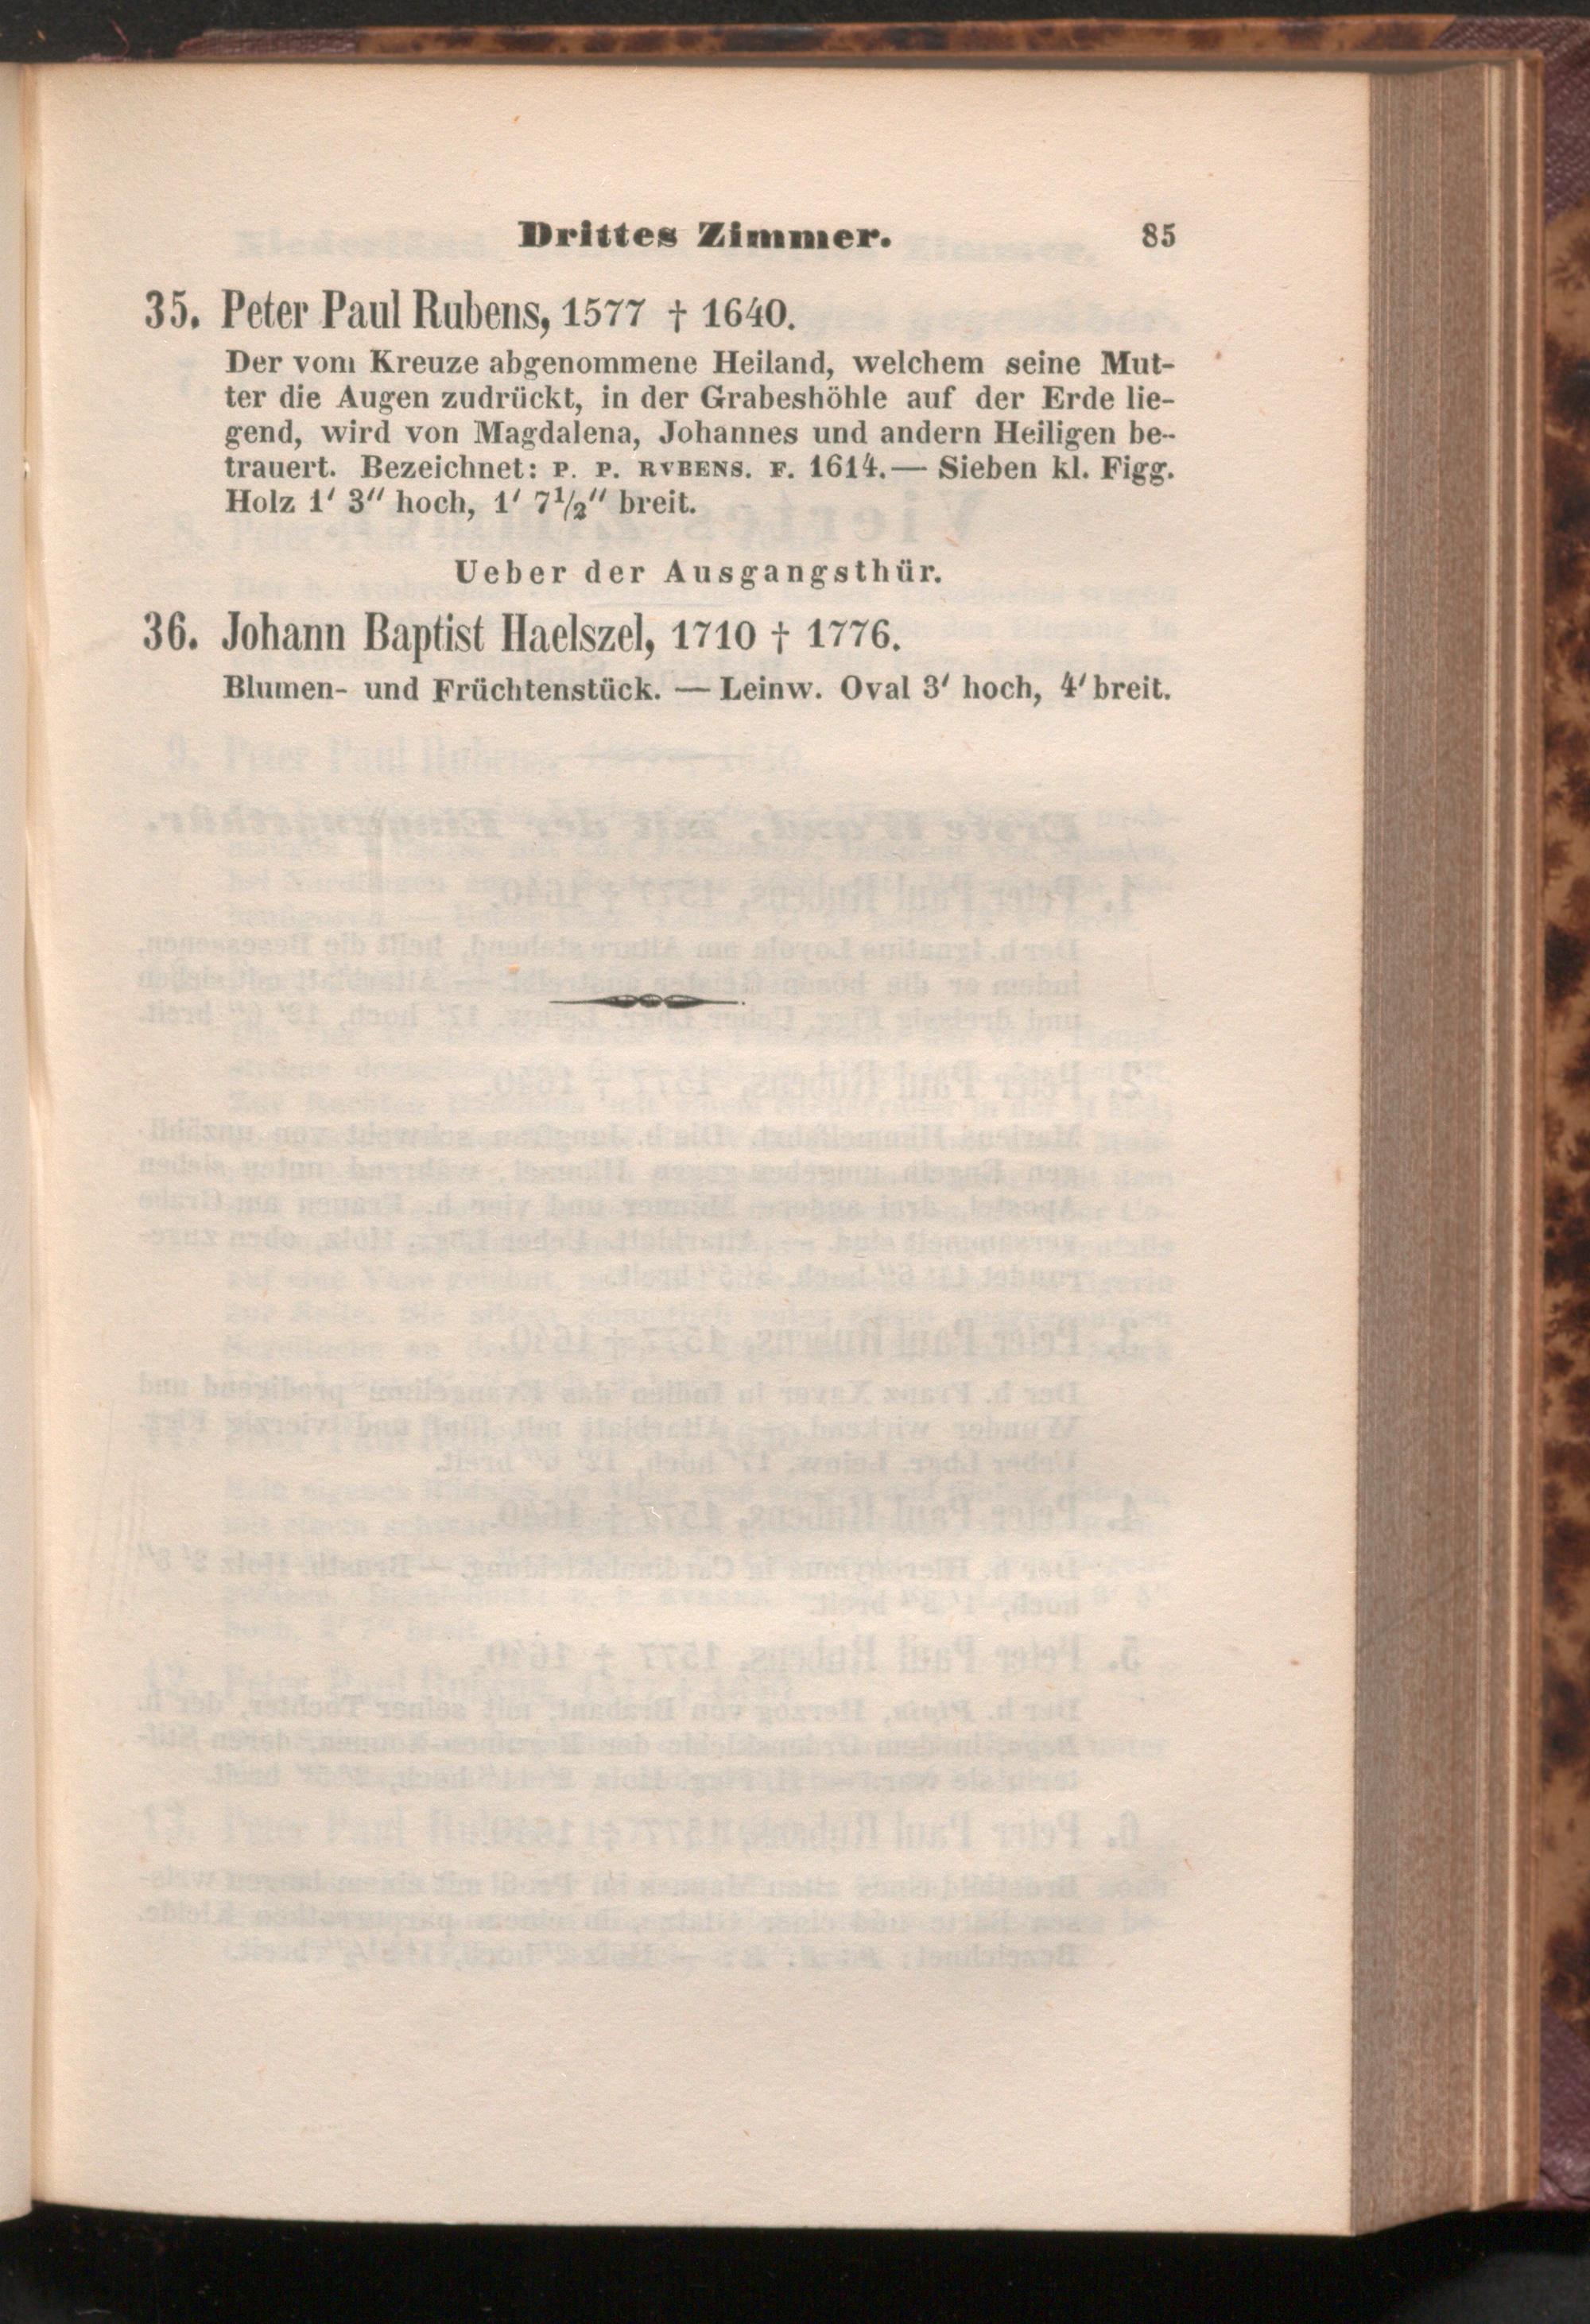 Drittes Zimmer. 85
35. Peter Paul Rubens, 1577 † 1640.
Der vom Kreuze abgenommene Heiland, welchem seine Mut-
ter die Augen zudrückt, in der Grabeshöhle auf der Erde lie-
gend, wird von Magdalena, Johannes und andern Heiligen be-
trauert. Bezeichnet: P. P. RVBENS. F. 1614.— Sieben kl. Figg.
Holz 1′ 3″ hoch, 1′ 7½″ breit.
Ueber der Ausgangsthür.
36. Johann Baptist Haelszel, 1710 † 1776.
Blumen- und Früchtenstück. — Leinw. Oval 3′ hoch, 4′ breit.